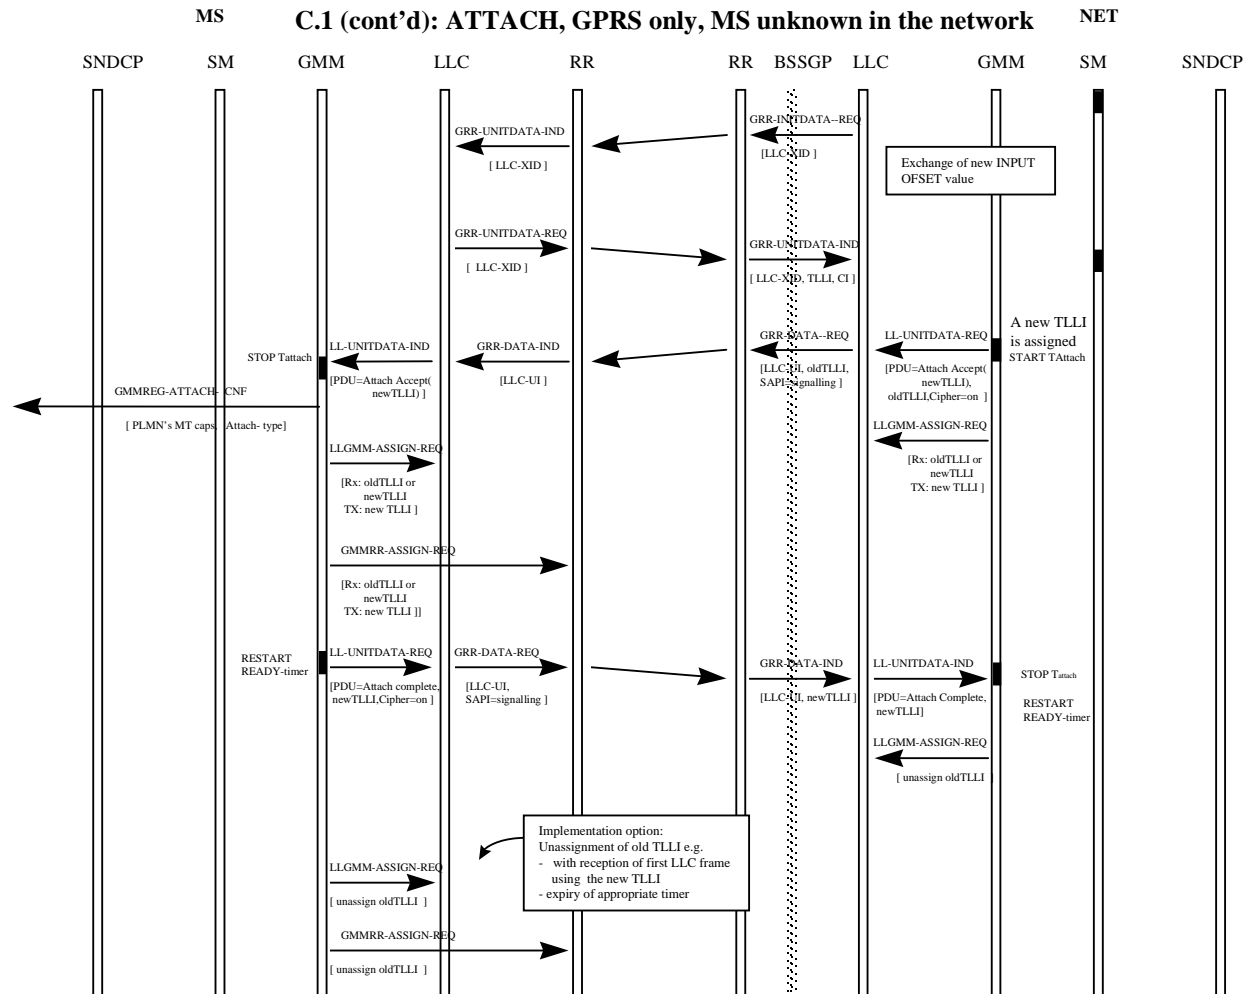 MS
C.1 (cont'd): ATTACH, GPRS only, MS unknown in the network
NET
SNDCP SM GMM LLC RR RR BSSGP LLC GMM SM SNDCP
GRR-INITDATA--REQ
GRR-UNITDATA-IND
[LLC-XID ]
[ LLC-XID ]
Exchange of new INPUT
OFSET value
GRR-UNITDATA-REQ
GRR-UNITDATA-IND
[ LLC-XID ]
[ LLC-XID, TLLI, CI ]
A new TLLI
is assigned
START TAttach
GRR-DATA--REQ
LL-UNITDATA-REQ
LL-UNITDATA-IND
GRR-DATA-IND
STOP Tattach
[LLC-UI, oldTLLI,
SAPI=signalling ]
[PDU=Attach Accept(
newTLLI),
oldTLLI,Cipher=on ]
[PDU=Attach Accept(
newTLLI) ]
[LLC-UI ]
GMMREG-ATTACH- CNF
[ PLMN's MT caps, Attach- type]
LLGMM-ASSIGN-REQ
[Rx: oldTLLI or
newTLLI
TX: new TLLI ]
LLGMM-ASSIGN-REQ
[Rx: oldTLLI or
newTLLI
TX: new TLLI ]
GMMRR-ASSIGN-REQ
[Rx: oldTLLI or
newTLLI
TX: new TLLI ]]
RESTART
READY-timer
LL-UNITDATA-REQ
GRR-DATA-REQ
GRR-DATA-IND
LL-UNITDATA-IND
[PDU=Attach complete,
newTLLI,Cipher=on ]
[LLC-UI,
SAPI=signalling ]
[LLC-UI, newTLLI ]
[PDU=Attach Complete,
newTLLI]
STOP Tattach
RESTART
READY-timer
LLGMM-ASSIGN-REQ
[ unassign oldTLLI ]
Implementation option:
Unassignment of old TLLI e.g.
- with reception of first LLC frame
using the new TLLI
- expiry of appropriate timer
LLGMM-ASSIGN-REQ
[ unassign oldTLLI ]
GMMRR-ASSIGN-REQ
[ unassign oldTLLI ]